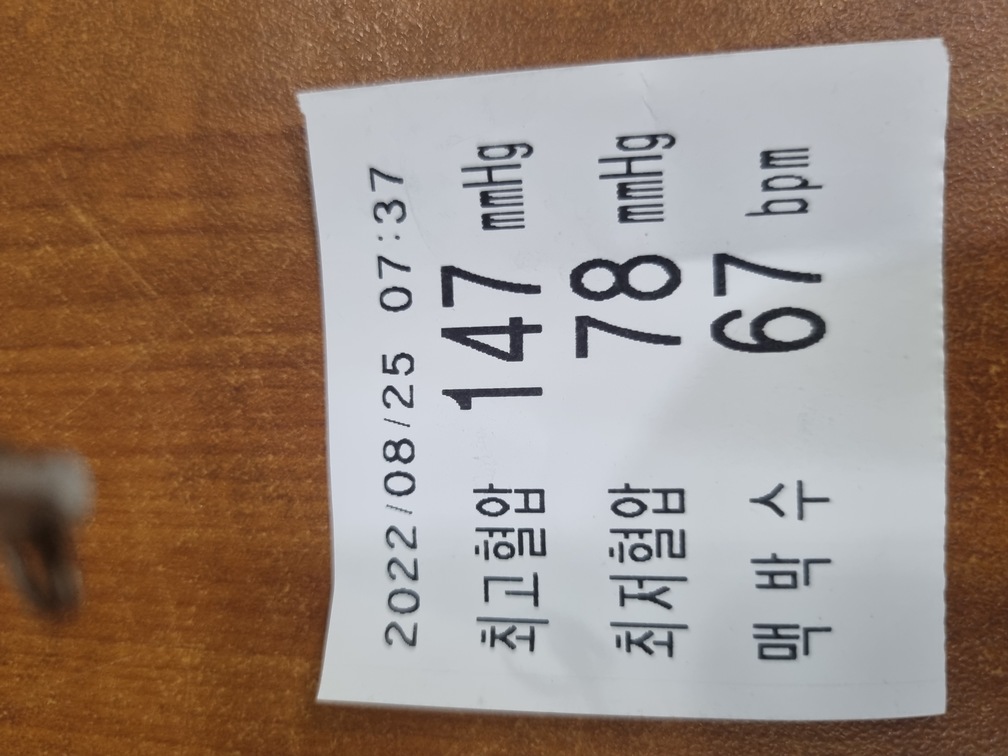 2022/08/25 07:37
최고혈압 147 mmHg
최저혈압 78 mmHg
맥 박 수 67 bpm